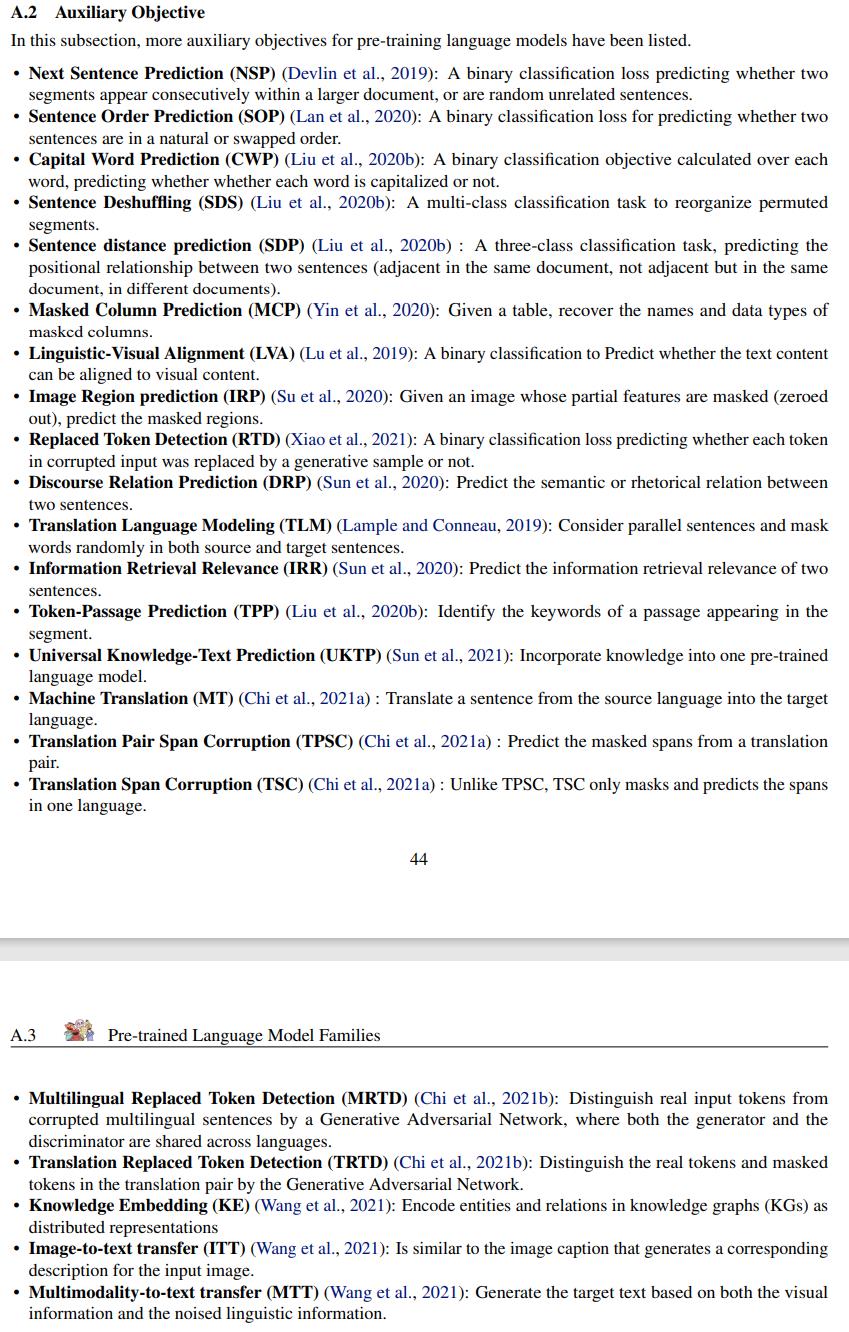 A.2 Auxiliary Objective
In this subsection, more auxiliary objectives for pre-training language models have been listed.
• Next Sentence Prediction (NSP) (Devlin et al., 2019): A binary classification loss predicting whether two
segments appear consecutively within a larger document, or are random unrelated sentences.
• Sentence Order Prediction (SOP) (Lan et al., 2020): A binary classification loss for predicting whether two
sentences are in a natural or swapped order.
• Capital Word Prediction (CWP) (Liu et al., 2020b): A binary classification objective calculated over each
word, predicting whether whether each word is capitalized or not.
• Sentence Deshuffling (SDS) (Liu et al., 2020b): A multi-class classification task to reorganize permuted
segments.
• Sentence distance prediction (SDP) (Liu et al., 2020b) : A three-class classification task, predicting the
positional relationship between two sentences (adjacent in the same document, not adjacent but in the same
document, in different documents).
• Masked Column Prediction (MCP) (Yin et al., 2020): Given a table, recover the names and data types of
masked columns.
• Linguistic-Visual Alignment (LVA) (Lu et al., 2019): A binary classification to Predict whether the text content
can be aligned to visual content.
• Image Region prediction (IRP) (Su et al., 2020): Given an image whose partial features are masked (zeroed
out), predict the masked regions.
• Replaced Token Detection (RTD) (Xiao et al., 2021): A binary classification loss predicting whether each token
in corrupted input was replaced by a generative sample or not.
• Discourse Relation Prediction (DRP) (Sun et al., 2020): Predict the semantic or rhetorical relation between
two sentences.
• Translation Language Modeling (TLM) (Lample and Conneau, 2019): Consider parallel sentences and mask
words randomly in both source and target sentences.
• Information Retrieval Relevance (IRR) (Sun et al., 2020): Predict the information retrieval relevance of two
sentences.
• Token-Passage Prediction (TPP) (Liu et al., 2020b): Identify the keywords of a passage appearing in the
segment.
• Universal Knowledge-Text Prediction (UKTP) (Sun et al., 2021): Incorporate knowledge into one pre-trained
language model.
• Machine Translation (MT) (Chi et al., 2021a) : Translate a sentence from the source language into the target
language.
• Translation Pair Span Corruption (TPSC) (Chi et al., 2021a) : Predict the masked spans from a translation
pair.
• Translation Span Corruption (TSC) (Chi et al., 2021a) : Unlike TPSC, TSC only masks and predicts the spans
in one language.
44
A.3 Pre-trained Language Model Families
• Multilingual Replaced Token Detection (MRTD) (Chi et al., 2021b): Distinguish real input tokens from
corrupted multilingual sentences by a Generative Adversarial Network, where both the generator and the
discriminator are shared across languages.
• Translation Replaced Token Detection (TRTD) (Chi et al., 2021b): Distinguish the real tokens and masked
tokens in the translation pair by the Generative Adversarial Network.
• Knowledge Embedding (KE) (Wang et al., 2021): Encode entities and relations in knowledge graphs (KGs) as
distributed representations
• Image-to-text transfer (ITT) (Wang et al., 2021): Is similar to the image caption that generates a corresponding
description for the input image.
• Multimodality-to-text transfer (MTT) (Wang et al., 2021): Generate the target text based on both the visual
information and the noised linguistic information.